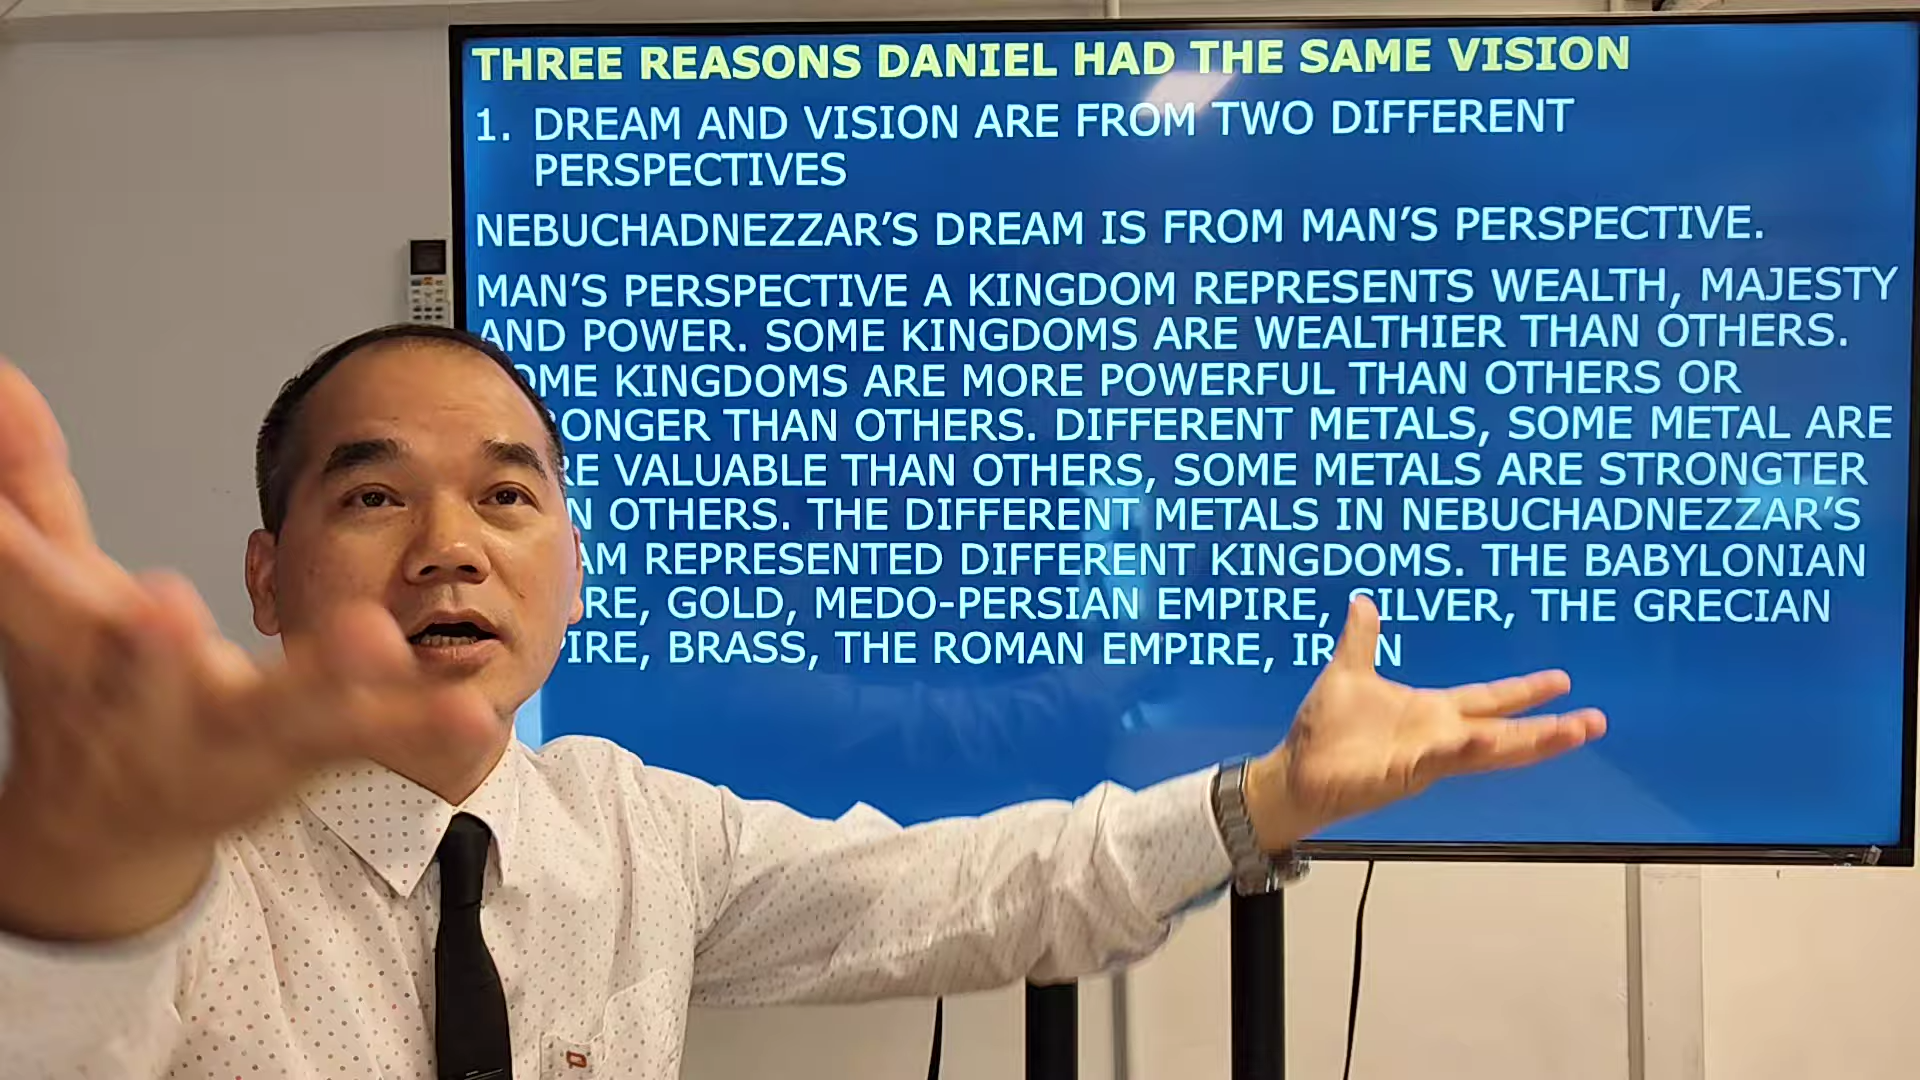 THREE REASONS DANIEL HAD THE SAME VISION
1. DREAM AND VISION ARE FROM TWO DIFFERENT
PERSPECTIVES
NEBUCHADNEZZAR'S DREAM IS FROM MAN'S PERSPECTIVE.
MAN'S PERSPECTIVE A KINGDOM REPRESENTS WEALTH, MAJESTY
AND POWER. SOME KINGDOMS ARE WEALTHIER THAN OTHERS.
KINGDOMS ARE MORE POWERFUL THAN OTHERS OR
THAN OTHERS. DIFFERENT METALS, SOME METAL ARE
VALUABLE THAN OTHERS, SOME METALS ARE STRONGTER
OTHERS. THE DIFFERENT METALS IN NEBUCHADNEZZAR'S
REPRESENTED DIFFERENT KINGDOMS. THE BABYLONIAN
GOLD, MEDO-PERSIAN EMPIRE, SILVER, THE GRECIAN
BRASS, THE ROMAN EMPIRE, IRON